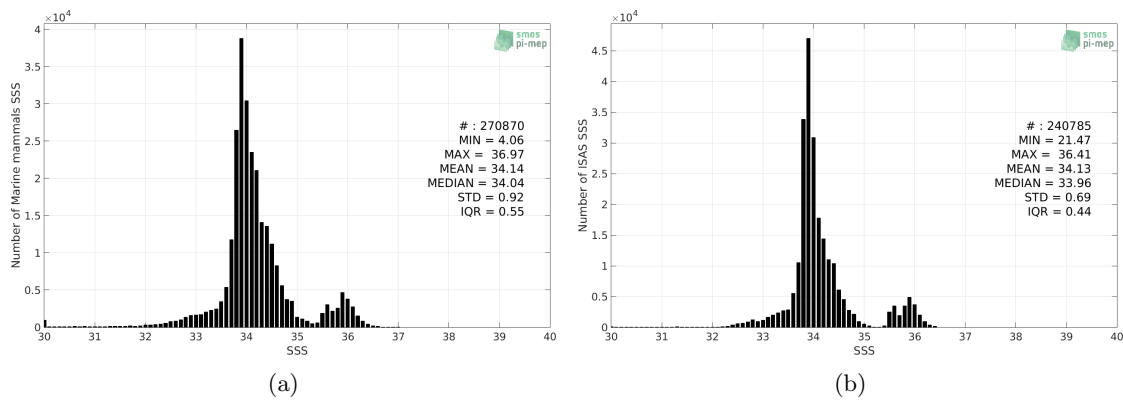 ×10⁴
4
3.5
3
2.5
2
1.5
1
0.5
0
Number of Marine mammals SSS
smos
pi-mep
# : 270870
MIN = 4.06
MAX = 36.97
MEAN = 34.14
MEDIAN = 34.04
STD = 0.92
IQR = 0.55
30 31 32 33 34 35 36 37 38 39 40
SSS
(a)
×10⁴
4.5
4
3.5
3
2.5
2
1.5
1
0.5
0
Number of ISAS SSS
smos
pi-mep
# : 240785
MIN = 21.47
MAX = 36.41
MEAN = 34.13
MEDIAN = 33.96
STD = 0.69
IQR = 0.44
30 31 32 33 34 35 36 37 38 39 40
SSS
(b)